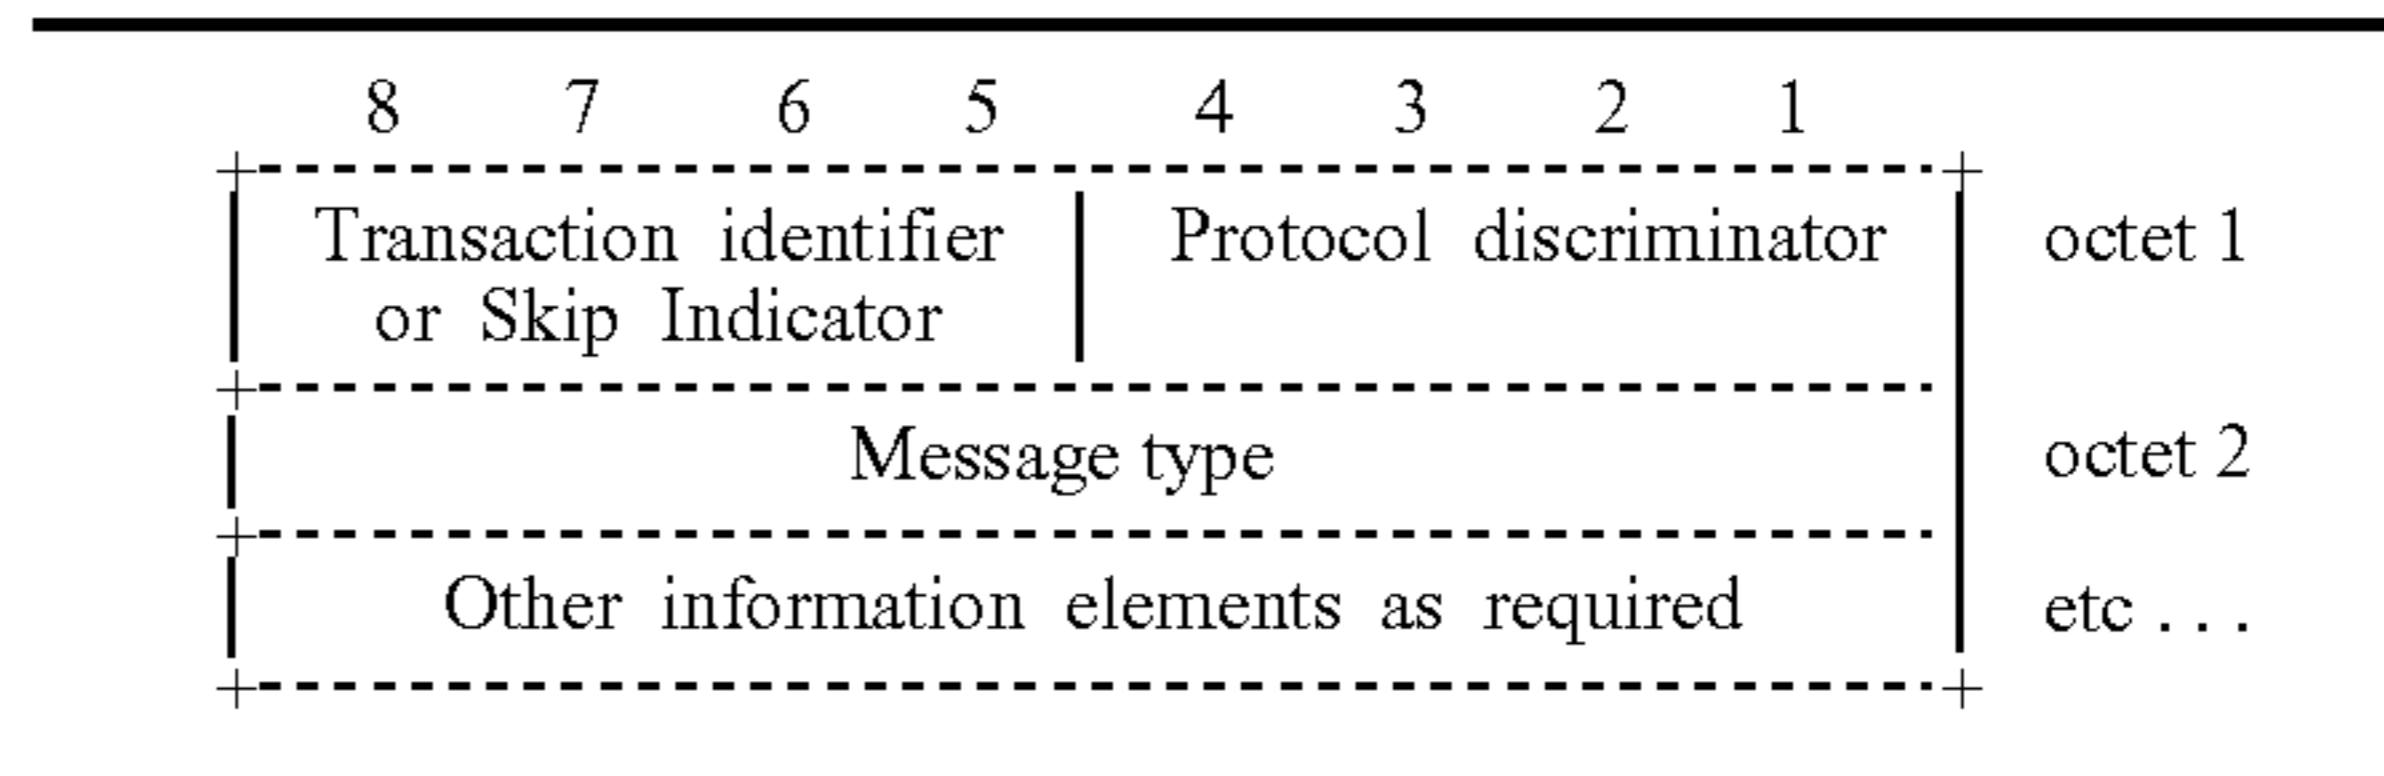 8 7 6 5 4 3 2 1
Transaction identifier Protocol discriminator octet 1
or Skip Indicator
Message type octet 2
Other information elements as required etc . . .